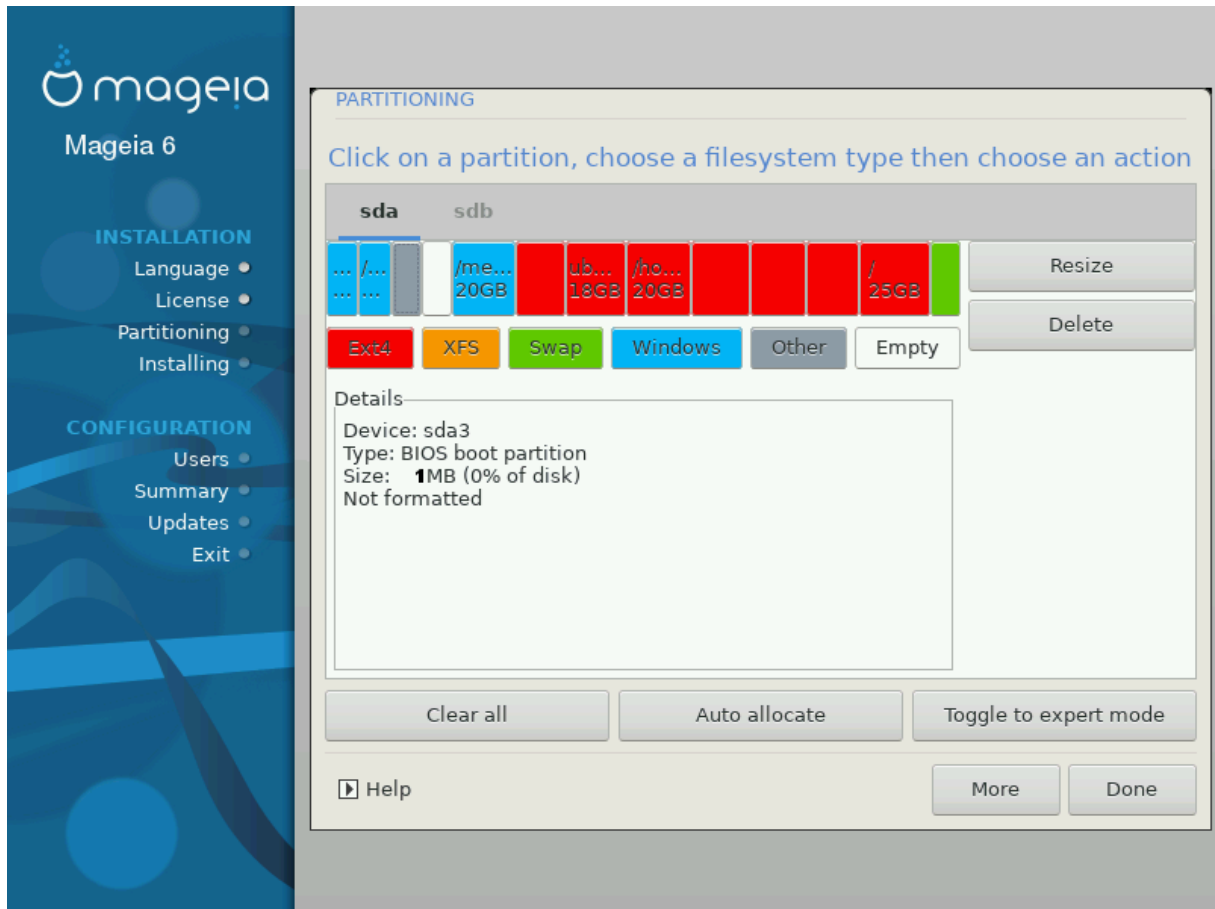 mageia
Mageia 6
INSTALLATION
Language
License
Partitioning
Installing
CONFIGURATION
Users
Summary
Updates
Exit
PARTITIONING
Click on a partition, choose a filesystem type then choose an action
sda sdb
... /... /me... ub... /ho... /
... ... 20GB 18GB 20GB 25GB
Resize
Delete
Ext4 XFS Swap Windows Other Empty
Details
Device: sda3
Type: BIOS boot partition
Size: 1MB (0% of disk)
Not formatted
Clear all Auto allocate Toggle to expert mode
Help More Done